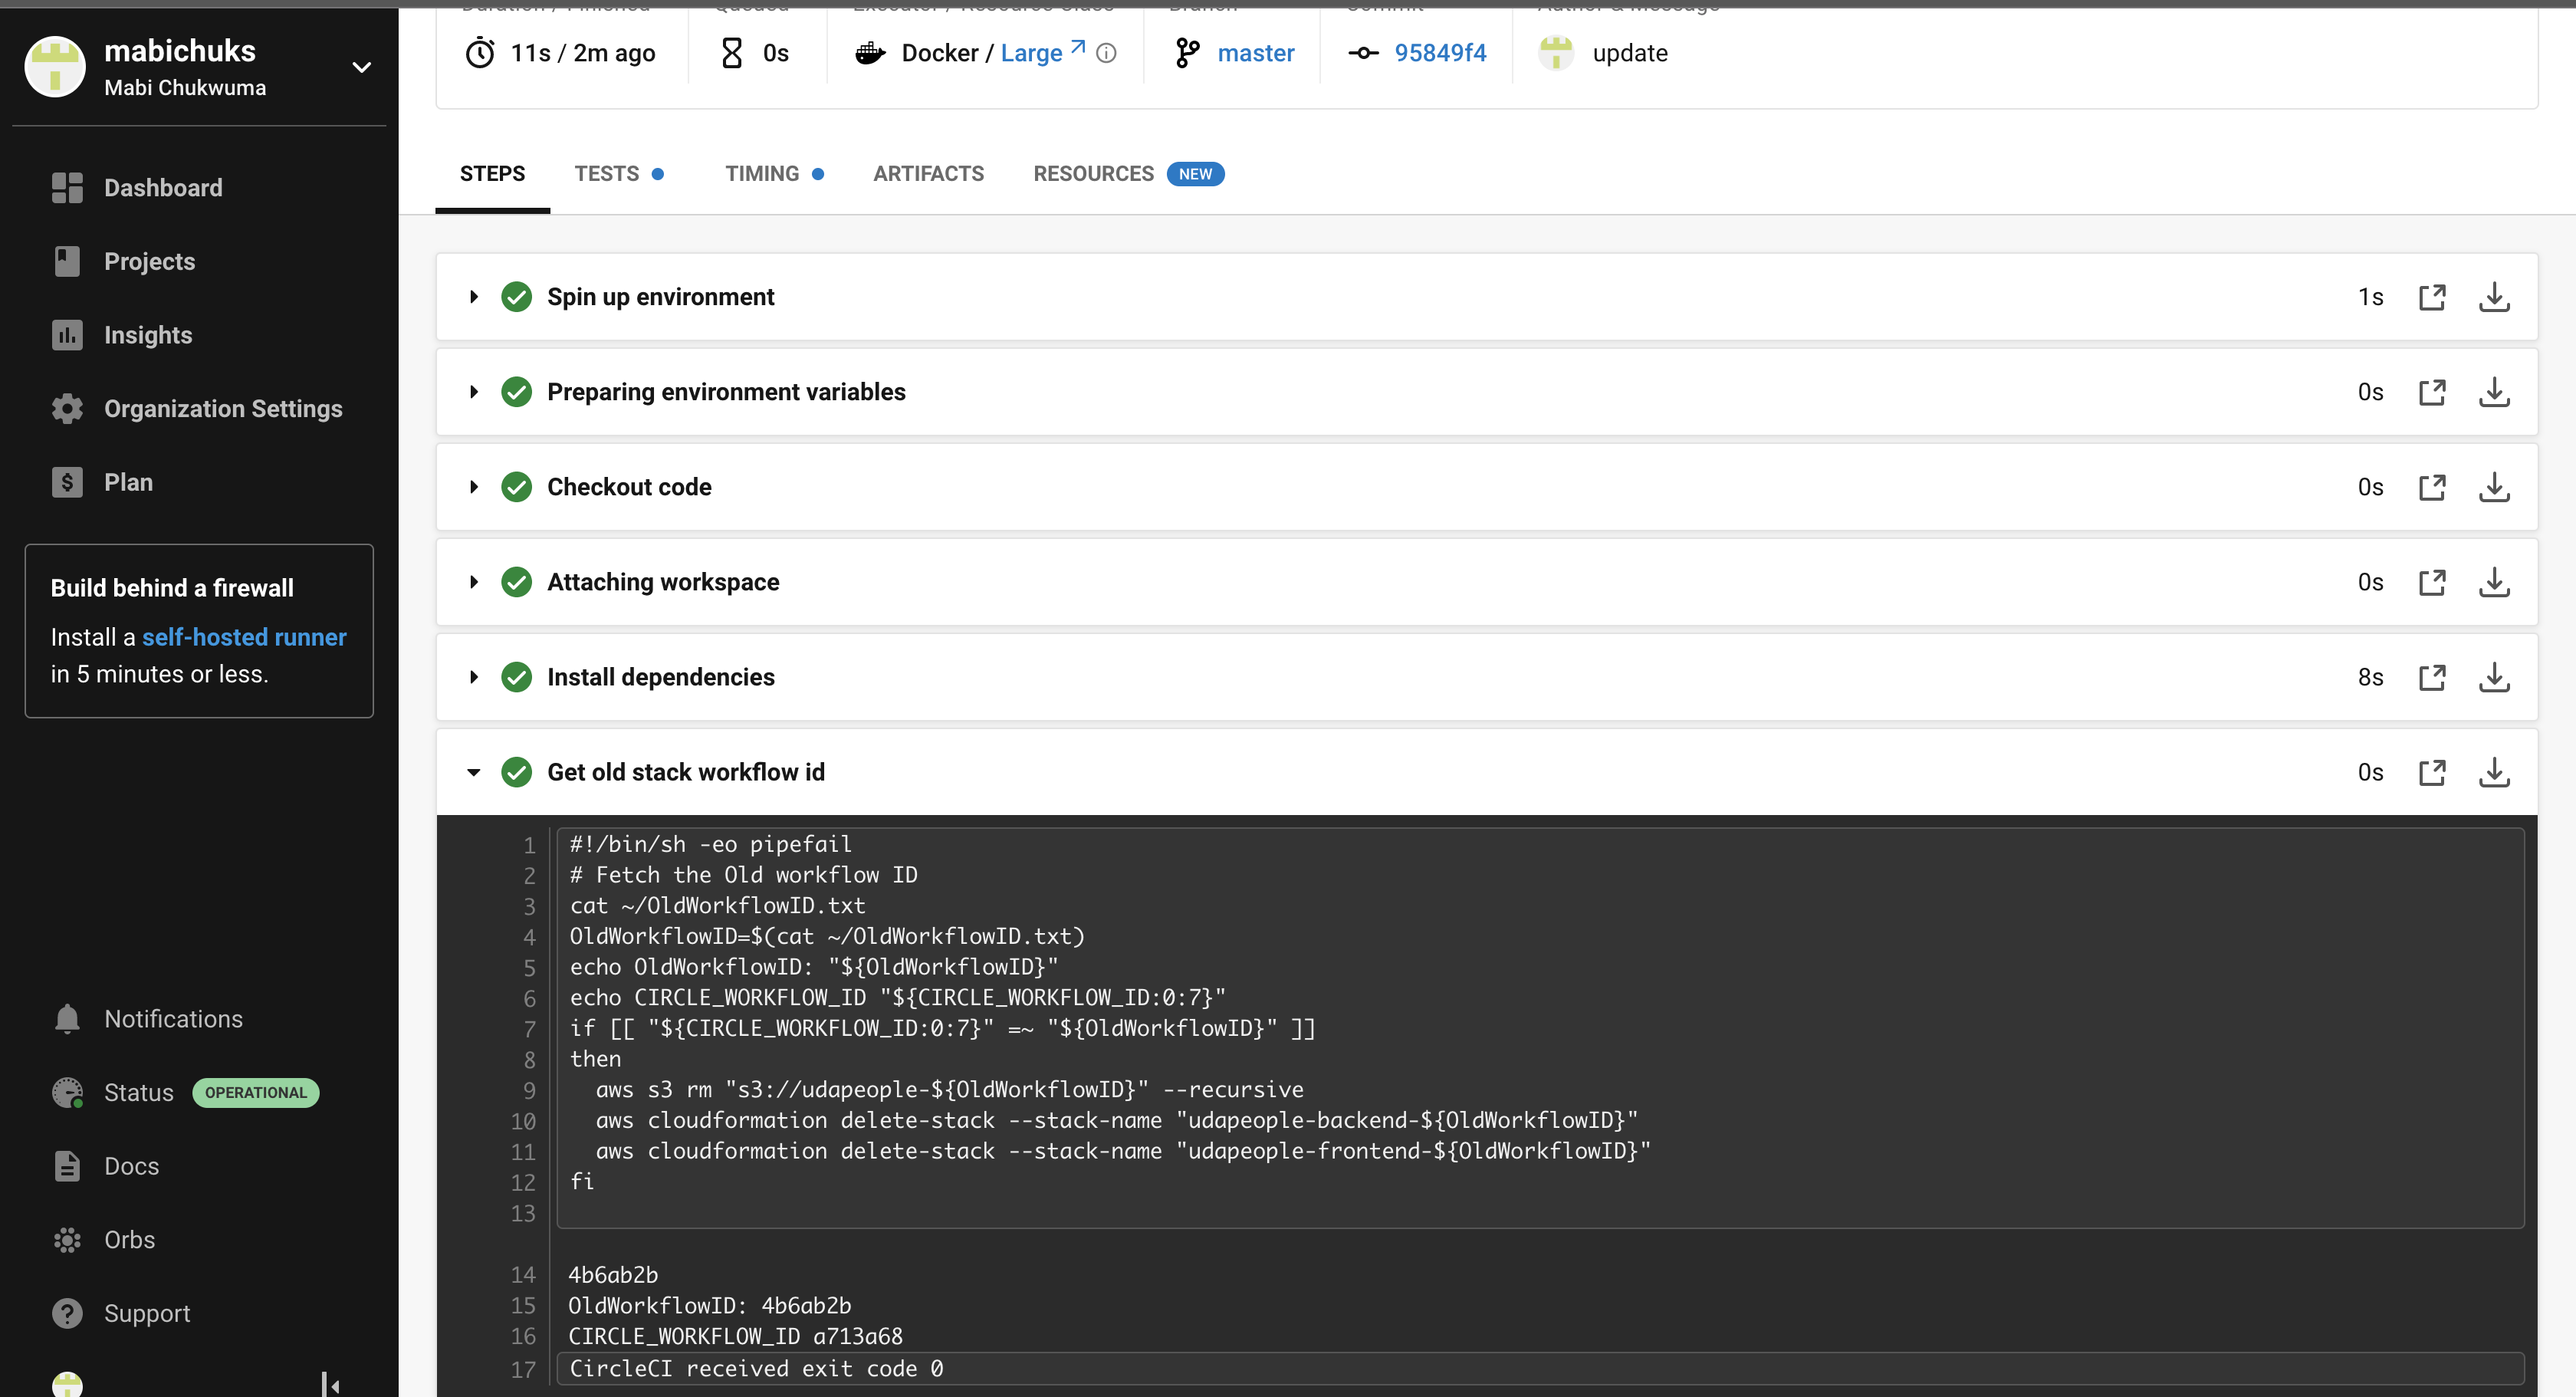 mabichuks
Mabi Chukwuma
Dashboard
Projects
Insights
Organization Settings
Plan
Build behind a firewall
Install a self-hosted runner
in 5 minutes or less.
Notifications
Status OPERATIONAL
Docs
Orbs
Support
11s / 2m ago
0s
Docker / Large
master
95849f4
update
STEPS
TESTS
TIMING
ARTIFACTS
RESOURCES NEW
Spin up environment 1s
Preparing environment variables 0s
Checkout code 0s
Attaching workspace 0s
Install dependencies 8s
Get old stack workflow id 0s
1 #!/bin/sh -eo pipefail
2 # Fetch the Old workflow ID
3 cat ~/OldWorkflowID.txt
4 OldWorkflowID=$(cat ~/OldWorkflowID.txt)
5 echo OldWorkflowID: "${OldWorkflowID}"
6 echo CIRCLE_WORKFLOW_ID "${CIRCLE_WORKFLOW_ID:0:7}"
7 if [[ "${CIRCLE_WORKFLOW_ID:0:7}" =~ "${OldWorkflowID}" ]]
8 then
9 aws s3 rm "s3://udapeople-${OldWorkflowID}" --recursive
10 aws cloudformation delete-stack --stack-name "udapeople-backend-${OldWorkflowID}"
11 aws cloudformation delete-stack --stack-name "udapeople-frontend-${OldWorkflowID}"
12 fi
13
14 4b6ab2b
15 OldWorkflowID: 4b6ab2b
16 CIRCLE_WORKFLOW_ID a713a68
17 CircleCI received exit code 0